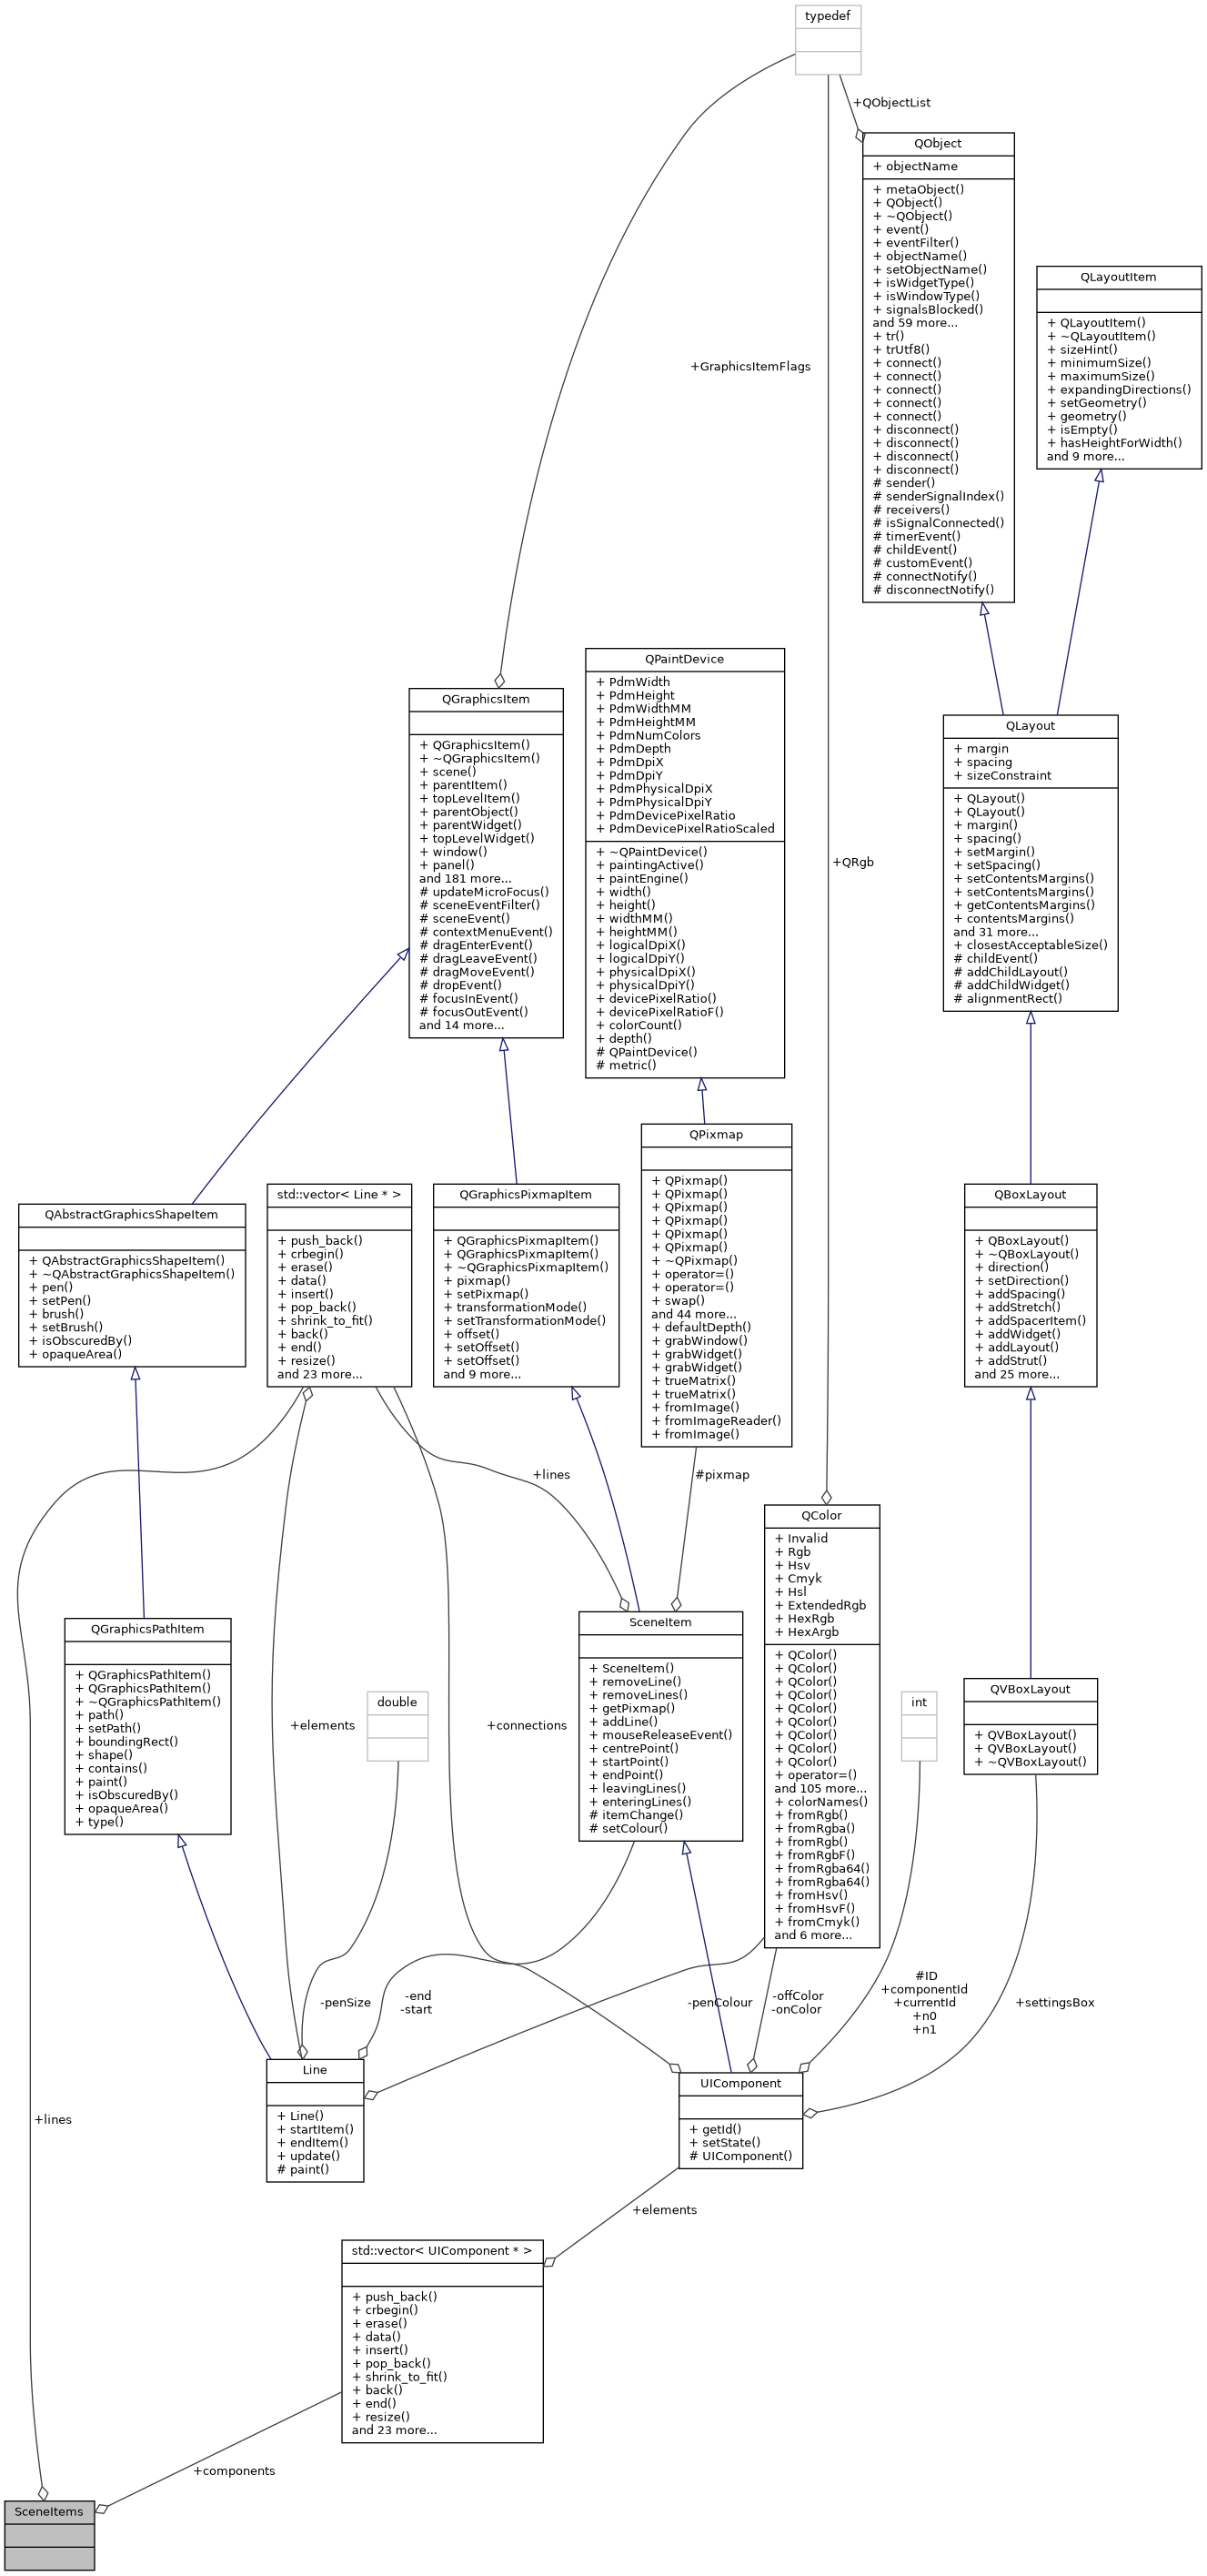 typedef
+QObjectList
QObject
+ objectName
+ metaObject()
+ QObject()
+ ~QObject()
+ event()
+ eventFilter()
+ objectName()
+ setObjectName()
+ isWidgetType()
+ isWindowType()
+ signalsBlocked()
and 59 more...
+ tr()
+ trUtf8()
+ connect()
+ connect()
+ connect()
+ connect()
+ connect()
+ disconnect()
+ disconnect()
+ disconnect()
+ disconnect()
# sender()
# senderSignalIndex()
# receivers()
# isSignalConnected()
# timerEvent()
# childEvent()
# customEvent()
# connectNotify()
# disconnectNotify()
QLayoutItem
+ QLayoutItem()
+ ~QLayoutItem()
+ sizeHint()
+ minimumSize()
+ maximumSize()
+ expandingDirections()
+ setGeometry()
+ geometry()
+ isEmpty()
+ hasHeightForWidth()
and 9 more...
+GraphicsItemFlags
QGraphicsItem
+ QGraphicsItem()
+ ~QGraphicsItem()
+ scene()
+ parentItem()
+ topLevelItem()
+ parentObject()
+ parentWidget()
+ topLevelWidget()
+ window()
+ panel()
and 181 more...
# updateMicroFocus()
# sceneEventFilter()
# sceneEvent()
# contextMenuEvent()
# dragEnterEvent()
# dragLeaveEvent()
# dragMoveEvent()
# dropEvent()
# focusInEvent()
# focusOutEvent()
and 14 more...
QPaintDevice
+ PdmWidth
+ PdmHeight
+ PdmWidthMM
+ PdmHeightMM
+ PdmNumColors
+ PdmDepth
+ PdmDpiX
+ PdmDpiY
+ PdmPhysicalDpiX
+ PdmPhysicalDpiY
+ PdmDevicePixelRatio
+ PdmDevicePixelRatioScaled
+ ~QPaintDevice()
+ paintingActive()
+ paintEngine()
+ width()
+ height()
+ widthMM()
+ heightMM()
+ logicalDpiX()
+ logicalDpiY()
+ physicalDpiX()
+ physicalDpiY()
+ devicePixelRatio()
+ devicePixelRatioF()
+ colorCount()
+ depth()
# QPaintDevice()
# metric()
+QRgb
QLayout
+ margin
+ spacing
+ sizeConstraint
+ QLayout()
+ QLayout()
+ margin()
+ spacing()
+ setMargin()
+ setSpacing()
+ setContentsMargins()
+ setContentsMargins()
+ getContentsMargins()
+ contentsMargins()
and 31 more...
+ closestAcceptableSize()
# childEvent()
# addChildLayout()
# addChildWidget()
# alignmentRect()
QAbstractGraphicsShapeItem
+ QAbstractGraphicsShapeItem()
+ ~QAbstractGraphicsShapeItem()
+ pen()
+ setPen()
+ brush()
+ setBrush()
+ isObscuredBy()
+ opaqueArea()
std::vector< Line * >
+ push_back()
+ crbegin()
+ erase()
+ data()
+ insert()
+ pop_back()
+ shrink_to_fit()
+ back()
+ end()
+ resize()
and 23 more...
QGraphicsPixmapItem
+ QGraphicsPixmapItem()
+ QGraphicsPixmapItem()
+ ~QGraphicsPixmapItem()
+ pixmap()
+ setPixmap()
+ transformationMode()
+ setTransformationMode()
+ offset()
+ setOffset()
+ setOffset()
and 9 more...
QPixmap
+ QPixmap()
+ QPixmap()
+ QPixmap()
+ QPixmap()
+ QPixmap()
+ QPixmap()
+ ~QPixmap()
+ operator=()
+ operator=()
+ swap()
and 44 more...
+ defaultDepth()
+ grabWindow()
+ grabWidget()
+ grabWidget()
+ trueMatrix()
+ trueMatrix()
+ fromImage()
+ fromImageReader()
+ fromImage()
QBoxLayout
+ QBoxLayout()
+ ~QBoxLayout()
+ direction()
+ setDirection()
+ addSpacing()
+ addStretch()
+ addSpacerItem()
+ addWidget()
+ addLayout()
+ addStrut()
and 25 more...
+lines
#pixmap
QGraphicsPathItem
+ QGraphicsPathItem()
+ QGraphicsPathItem()
+ ~QGraphicsPathItem()
+ path()
+ setPath()
+ boundingRect()
+ shape()
+ contains()
+ paint()
+ isObscuredBy()
+ opaqueArea()
+ type()
+elements
double
+connections
SceneItem
+ SceneItem()
+ removeLine()
+ removeLines()
+ getPixmap()
+ addLine()
+ mouseReleaseEvent()
+ centrePoint()
+ startPoint()
+ endPoint()
+ leavingLines()
+ enteringLines()
# itemChange()
# setColour()
QColor
+ Invalid
+ Rgb
+ Hsv
+ Cmyk
+ Hsl
+ ExtendedRgb
+ HexRgb
+ HexArgb
+ QColor()
+ QColor()
+ QColor()
+ QColor()
+ QColor()
+ QColor()
+ QColor()
+ QColor()
+ QColor()
+ operator=()
and 105 more...
+ colorNames()
+ fromRgb()
+ fromRgba()
+ fromRgb()
+ fromRgbF()
+ fromRgba64()
+ fromRgba64()
+ fromHsv()
+ fromHsvF()
+ fromCmyk()
and 6 more...
int
QVBoxLayout
+ QVBoxLayout()
+ QVBoxLayout()
+ ~QVBoxLayout()
-penSize
-end
-start
-penColour
-offColor
-onColor
#ID
+componentId
+currentId
+n0
+n1
+settingsBox
Line
+ Line()
+ startItem()
+ endItem()
+ update()
# paint()
UIComponent
+ getId()
+ setState()
# UIComponent()
+lines
+elements
std::vector< UIComponent * >
+ push_back()
+ crbegin()
+ erase()
+ data()
+ insert()
+ pop_back()
+ shrink_to_fit()
+ back()
+ end()
+ resize()
and 23 more...
+components
SceneItems